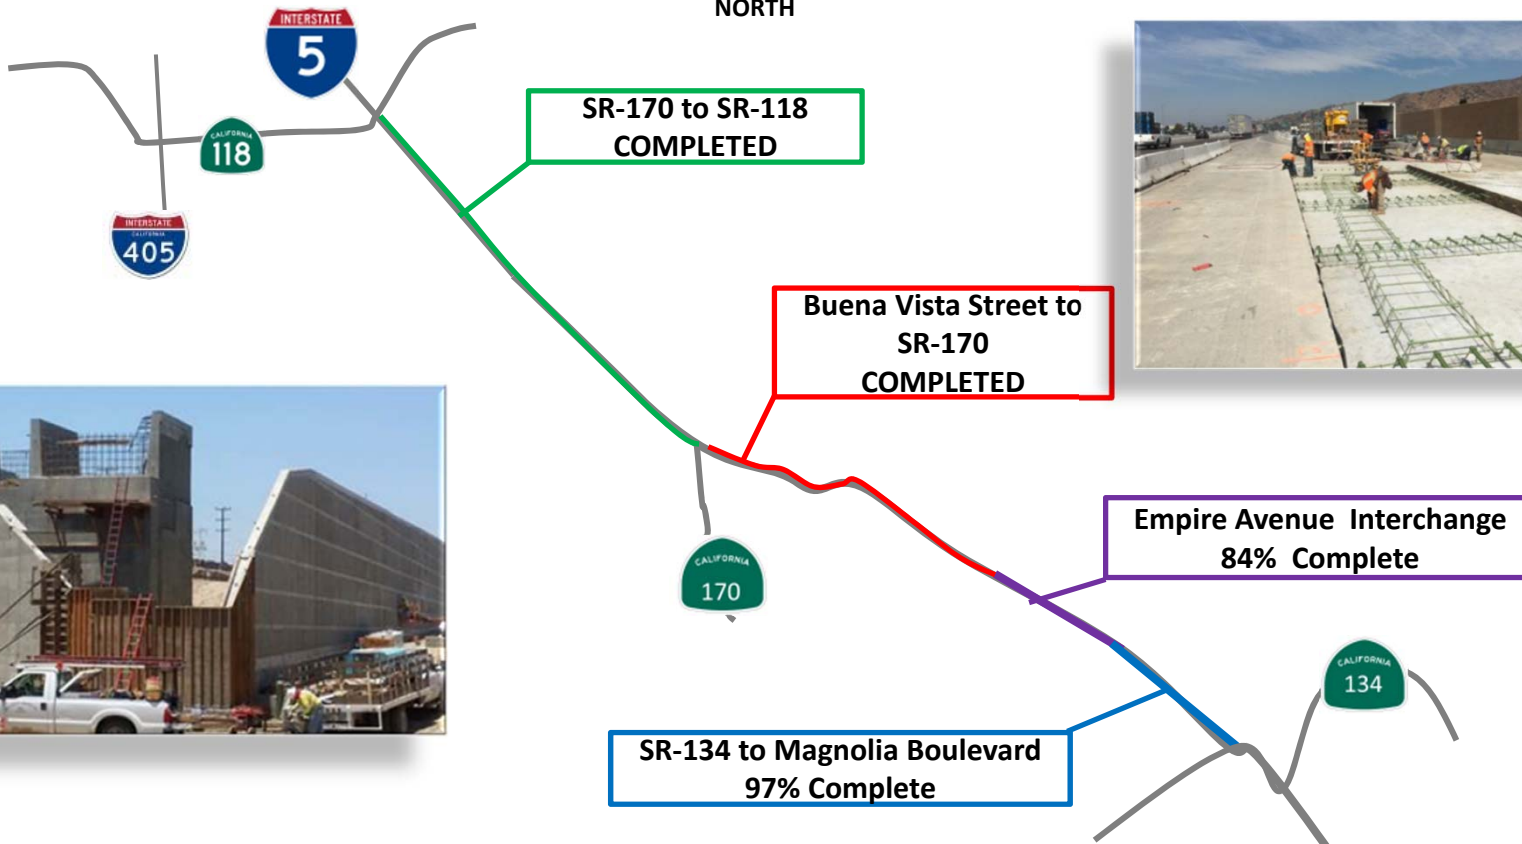 NORTH
INTERSTATE
5
SR-170 to SR-118
COMPLETED
CALIFORNIA
118
INTERSTATE
CALIFORNIA
405
Buena Vista Street to
SR-170
COMPLETED
Empire Avenue Interchange
84% Complete
CALIFORNIA
170
CALIFORNIA
134
SR-134 to Magnolia Boulevard
97% Complete